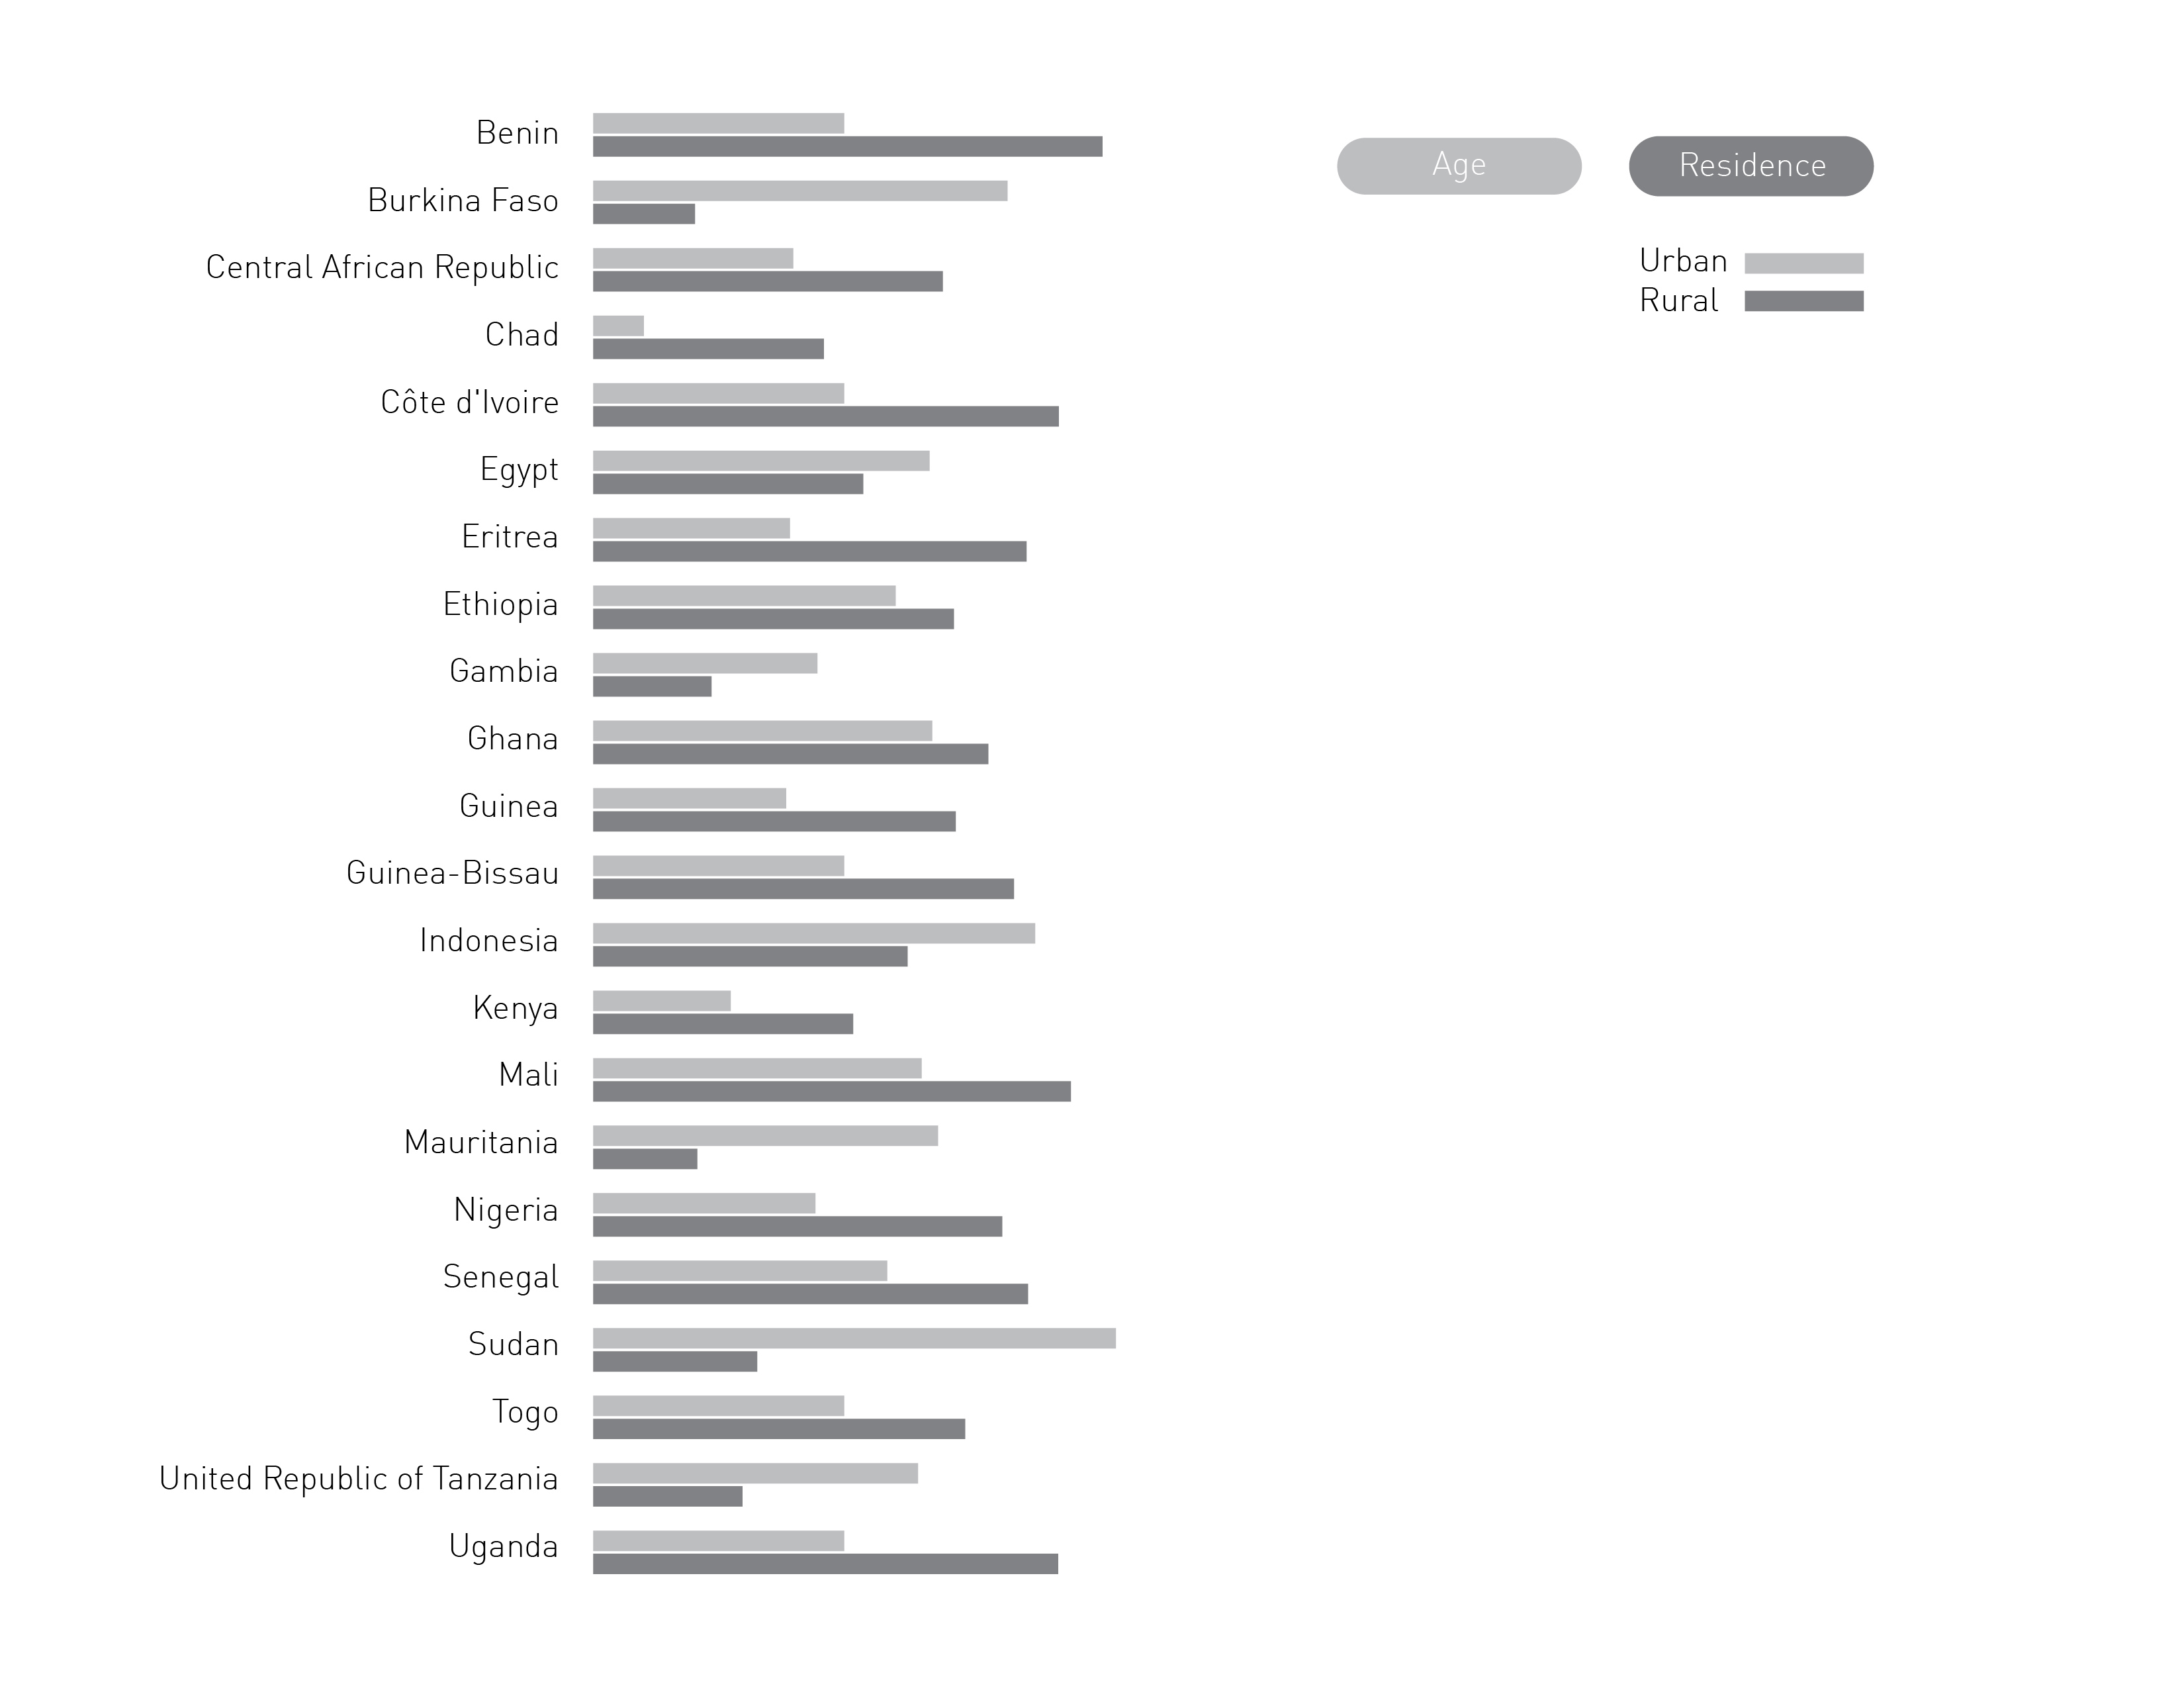 Benin
Burkina Faso
Central African Republic
Chad
Côte d'Ivoire
Egypt
Eritrea
Ethiopia
Gambia
Ghana
Guinea
Guinea-Bissau
Indonesia
Kenya
Mali
Mauritania
Nigeria
Senegal
Sudan
Togo
United Republic of Tanzania
Uganda
Age
Residence
Urban
Rural